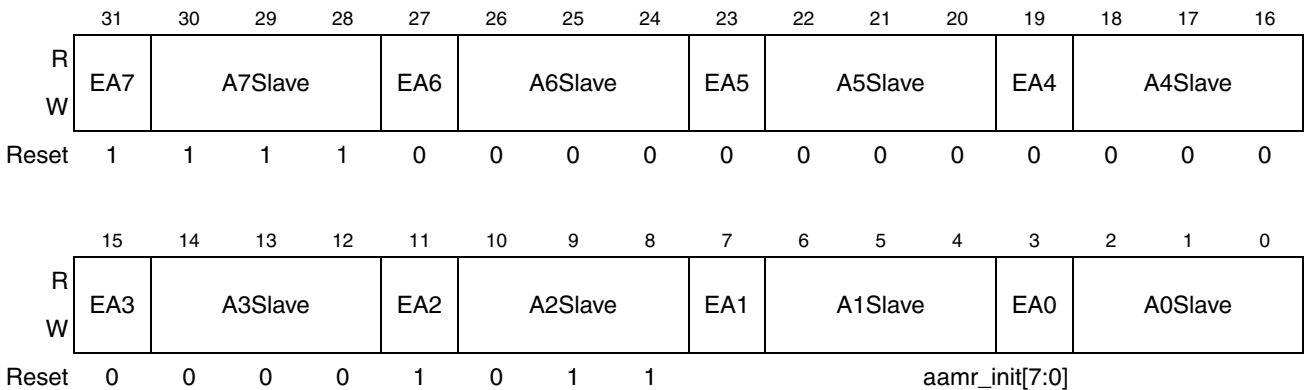 31 30 29 28 27 26 25 24 23 22 21 20 19 18 17 16
R
EA7 A7Slave EA6 A6Slave EA5 A5Slave EA4 A4Slave
W
Reset 1 1 1 1 0 0 0 0 0 0 0 0 0 0 0 0
15 14 13 12 11 10 9 8 7 6 5 4 3 2 1 0
R
EA3 A3Slave EA2 A2Slave EA1 A1Slave EA0 A0Slave
W
Reset 0 0 0 0 1 0 1 1 aamr_init[7:0]